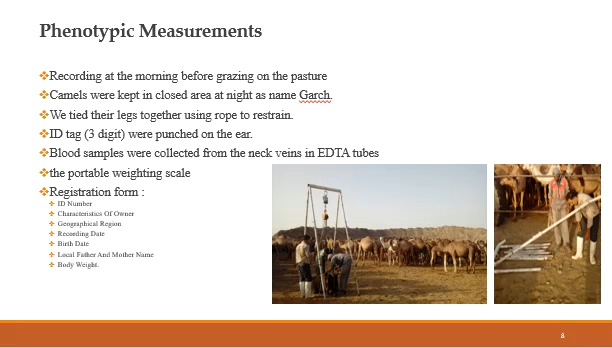 Phenotypic Measurements
Recording at the morning before grazing on the pasture
Camels were kept in closed area at night as name Garch.
We tied their legs together using rope to restrain.
ID tag (3 digit) were punched on the ear.
Blood samples were collected from the neck veins in EDTA tubes
the portable weighting scale
Registration form :
ID Number
Characteristics Of Owner
Geographical Region
Recording Date
Birth Date
Local Father And Mother Name
Body Weight.
8